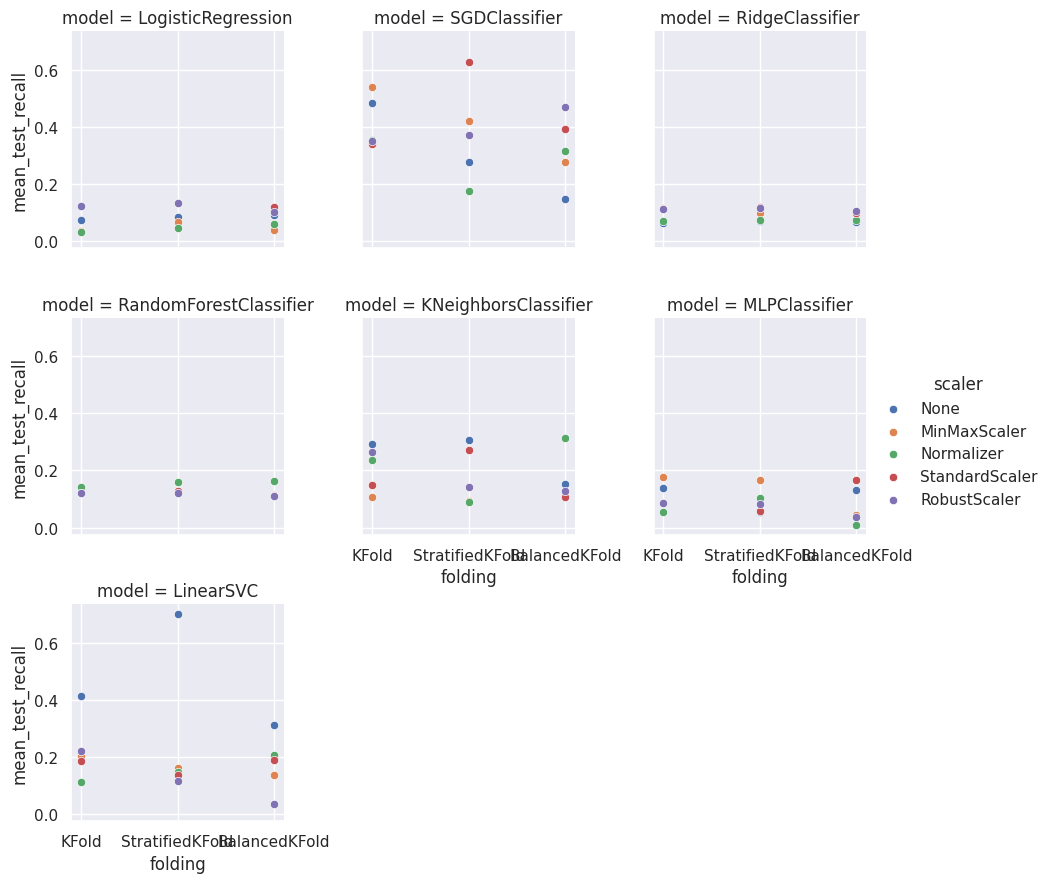 model = LogisticRegression
model = SGDClassifier
model = RidgeClassifier
mean_test_recall
0.6
0.4
0.2
0.0
model = RandomForestClassifier
model = KNeighborsClassifier
model = MLPClassifier
mean_test_recall
0.6
0.4
0.2
0.0
KFold
StratifiedKFold
BalancedKFold
folding
KFold
StratifiedKFold
BalancedKFold
folding
scaler
None
MinMaxScaler
Normalizer
StandardScaler
RobustScaler
model = LinearSVC
mean_test_recall
0.6
0.4
0.2
0.0
KFold
StratifiedKFold
BalancedKFold
folding